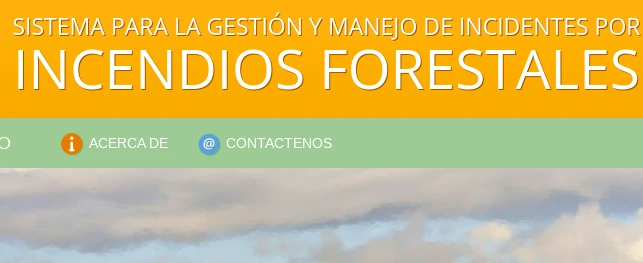 SISTEMA PARA LA GESTIÓN Y MANEJO DE INCIDENTES POR
INCENDIOS FORESTALES
O ACERCA DE CONTACTENOS